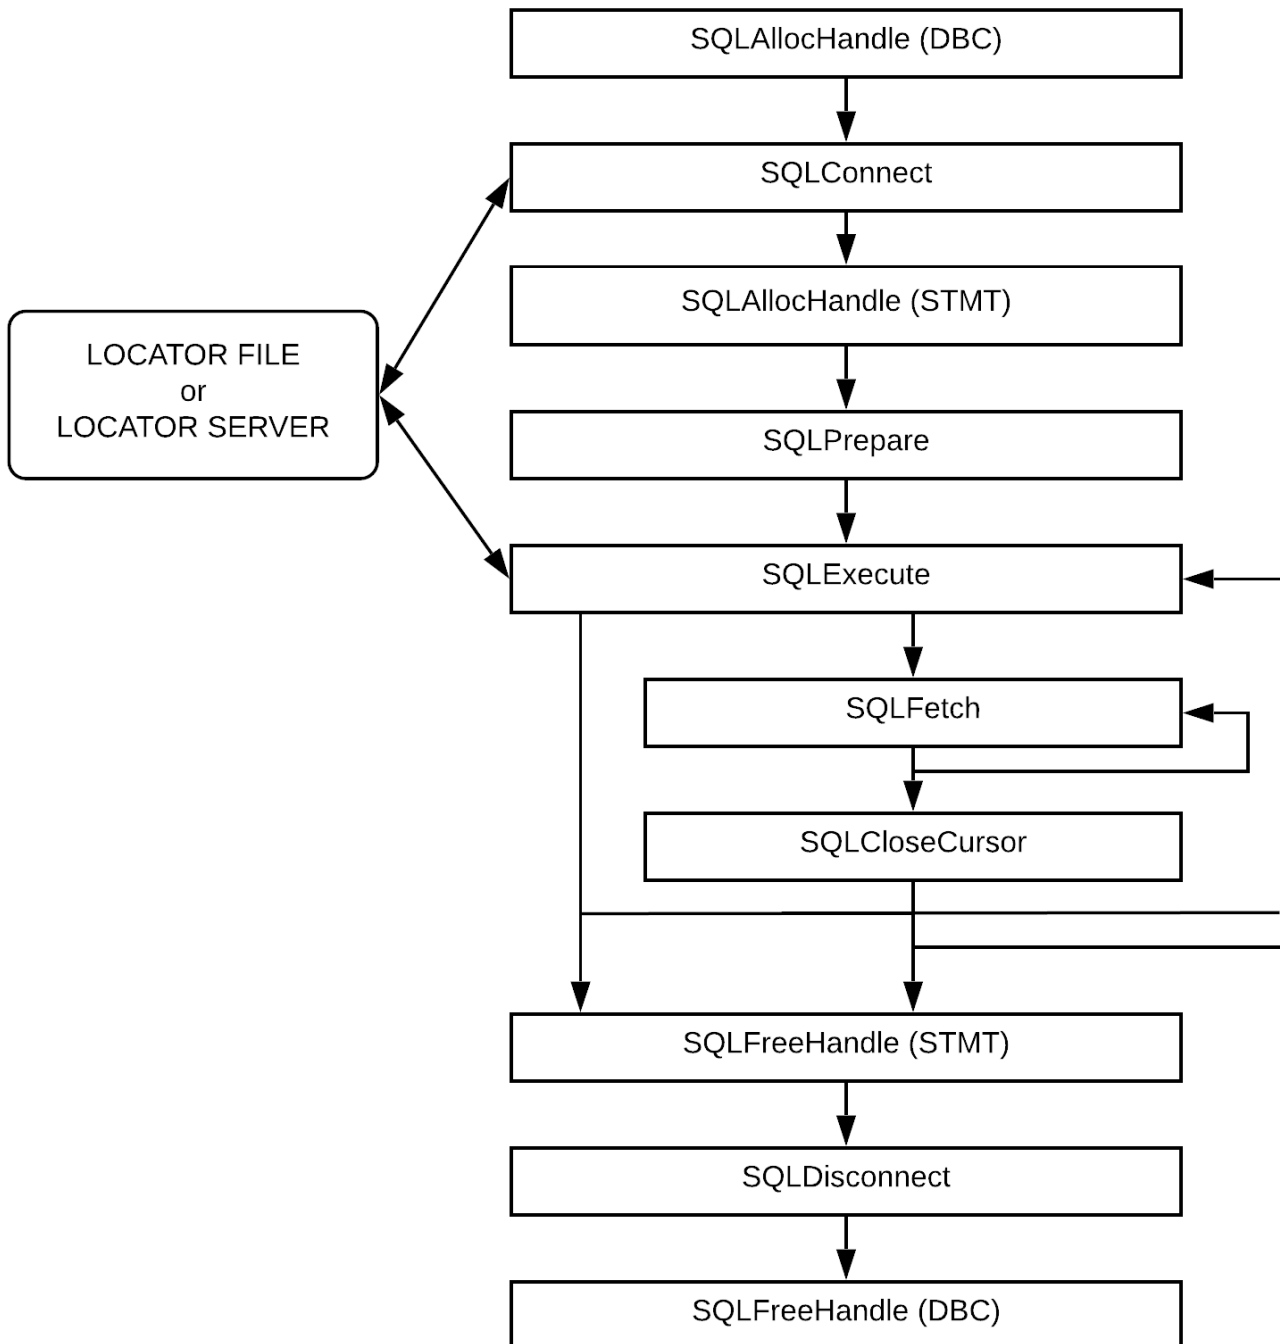 SQLAllocHandle (DBC)
SQLConnect
SQLAllocHandle (STMT)
LOCATOR FILE
or
LOCATOR SERVER
SQLPrepare
SQLExecute
SQLFetch
SQLCloseCursor
SQLFreeHandle (STMT)
SQLDisconnect
SQLFreeHandle (DBC)